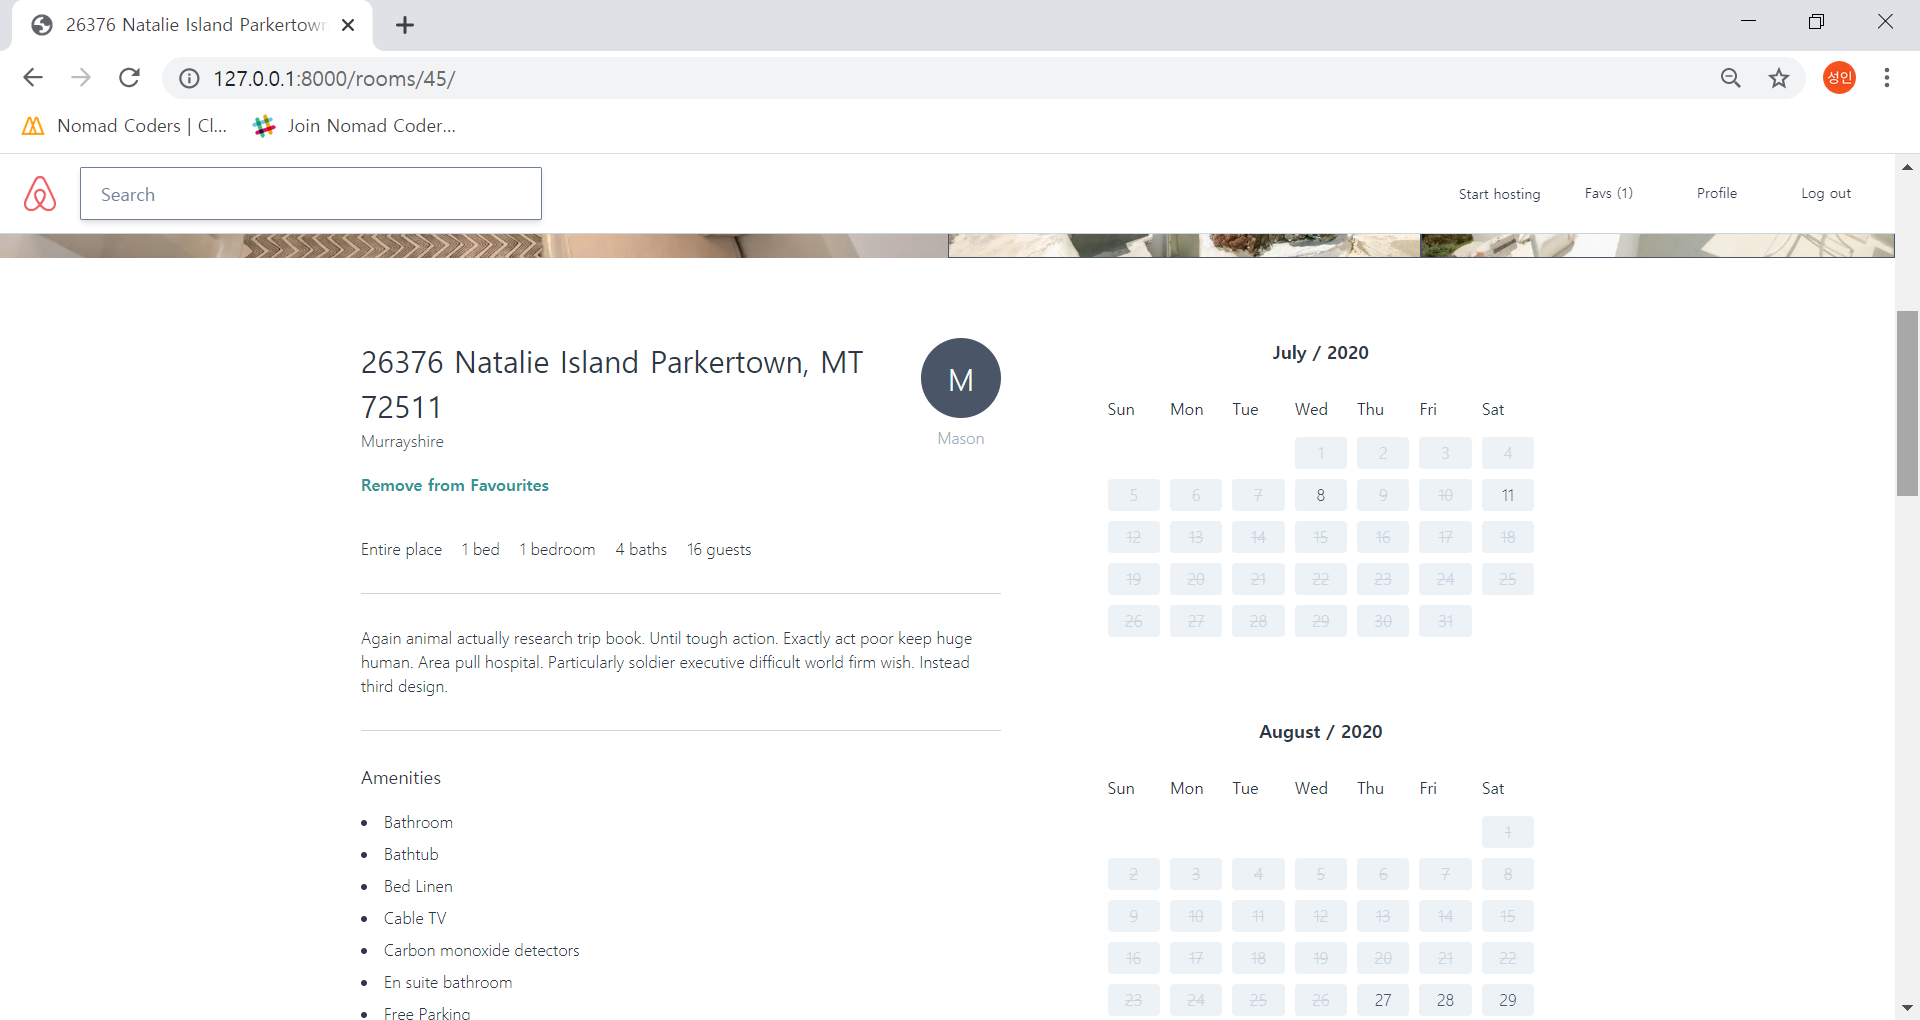 26376 Natalie Island Parkertown
127.0.0.1:8000/rooms/45/
성인
Nomad Coders | Cl...
Join Nomad Coder...
Search
Start hosting
Favs (1)
Profile
Log out
26376 Natalie Island Parkertown, MT
72511
Murrayshire
M
Mason
Remove from Favourites
Entire place 1 bed 1 bedroom 4 baths 16 guests
Again animal actually research trip book. Until tough action. Exactly act poor keep huge
human. Area pull hospital. Particularly soldier executive difficult world firm wish. Instead
third design.
Amenities
Bathroom
Bathtub
Bed Linen
Cable TV
Carbon monoxide detectors
En suite bathroom
Free Parking
July / 2020
Sun Mon Tue Wed Thu Fri Sat
1 2 3 4
5 6 7 8 9 10 11
12 13 14 15 16 17 18
19 20 21 22 23 24 25
26 27 28 29 30 31
August / 2020
Sun Mon Tue Wed Thu Fri Sat
1
2 3 4 5 6 7 8
9 10 11 12 13 14 15
16 17 18 19 20 21 22
23 24 25 26 27 28 29